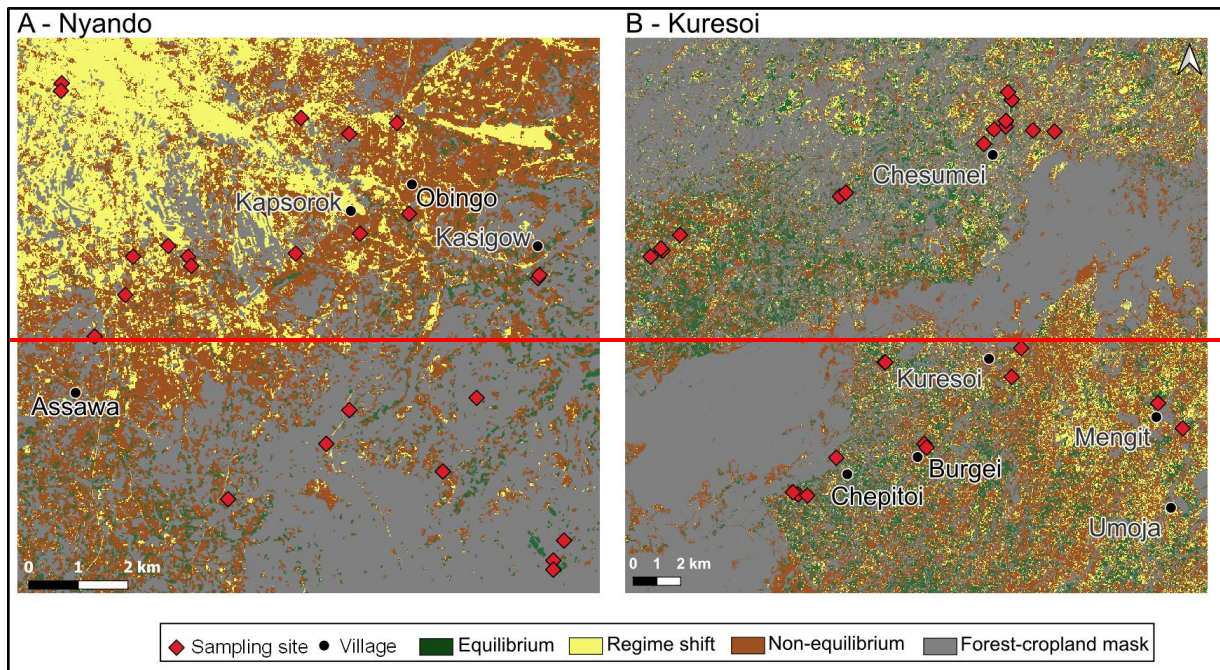 A - Nyando
B - Kuresoi
Kapsorok
Obingo
Kasigow
Assawa
0 1 2 km
Chesumei
Kuresoi
Mengit
Burgei
Chepitoi
Umoja
0 1 2 km
Sampling site Village Equilibrium Regime shift Non-equilibrium Forest-cropland mask